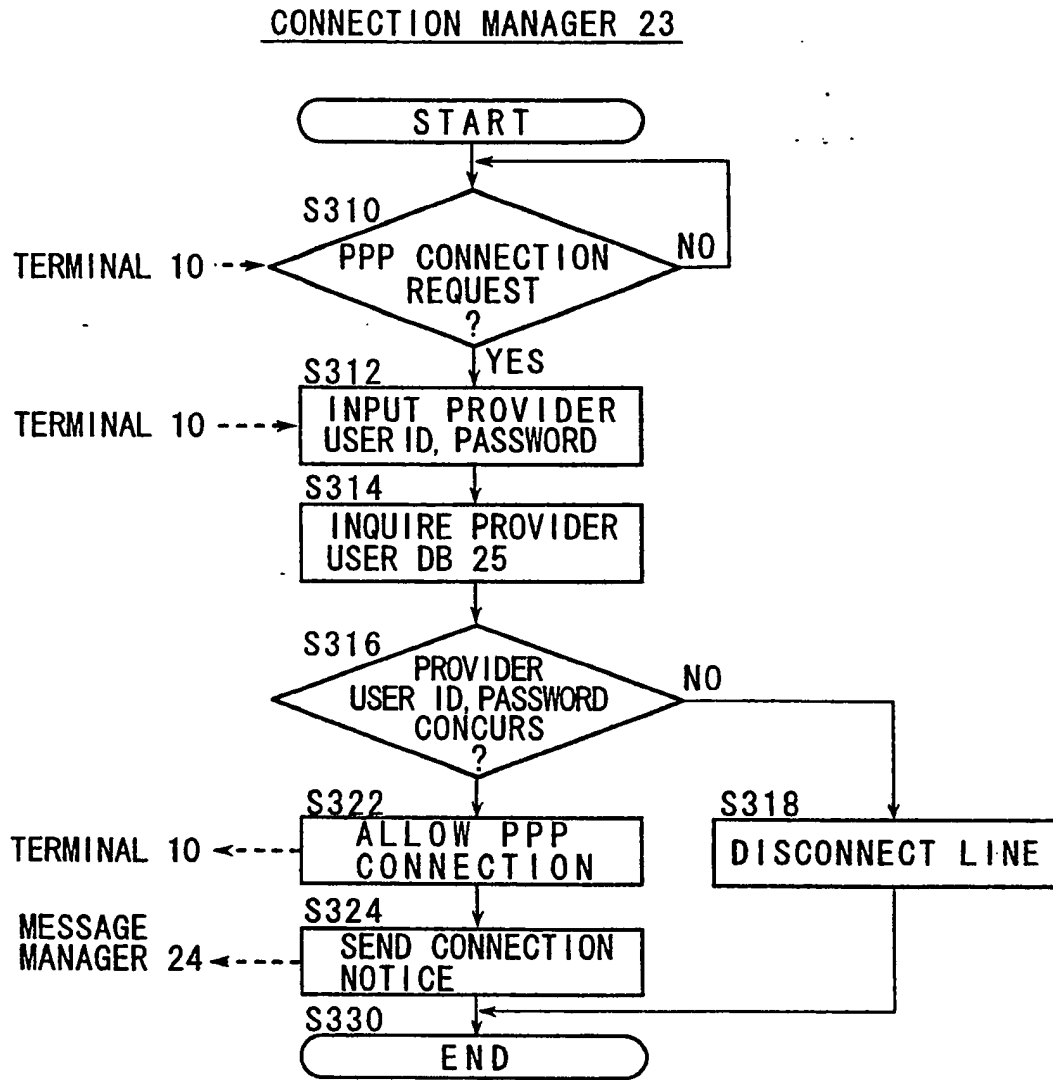 CONNECTION MANAGER 23
START
S310
TERMINAL 10
PPP CONNECTION
REQUEST
?
NO
YES
S312
TERMINAL 10
INPUT PROVIDER
USER ID, PASSWORD
S314
INQUIRE PROVIDER
USER DB 25
S316
PROVIDER
USER ID, PASSWORD
CONCURS
?
NO
S322
TERMINAL 10
ALLOW PPP
CONNECTION
S318
DISCONNECT LINE
S324
MESSAGE
MANAGER 24
SEND CONNECTION
NOTICE
S330
END